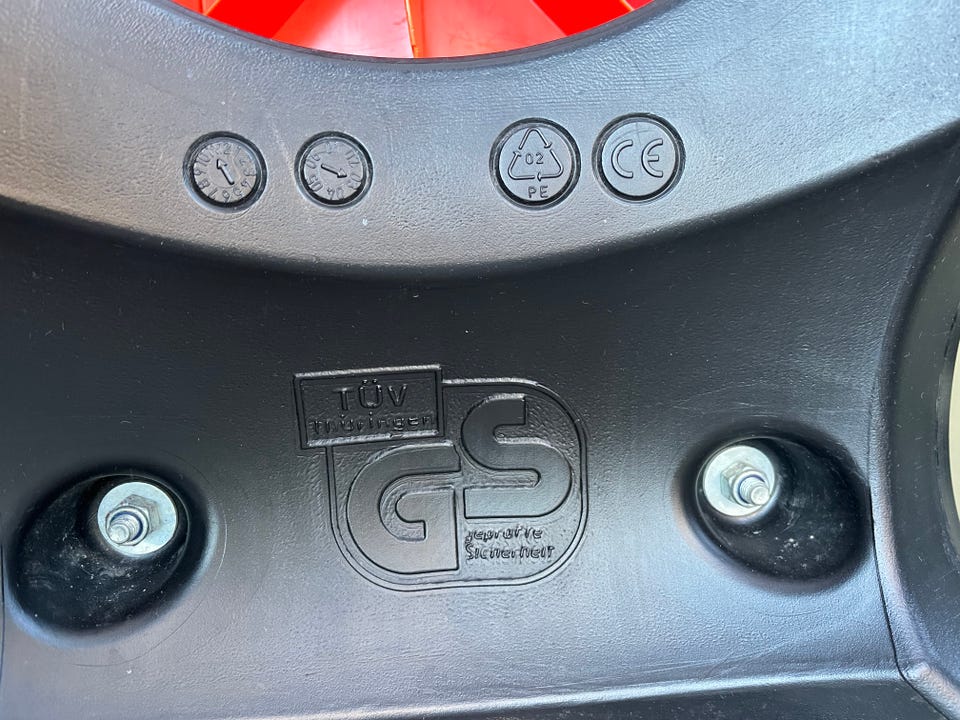 02
PE
CE
TÜV
Thüringen
GS
geprüfte
Sicherheit